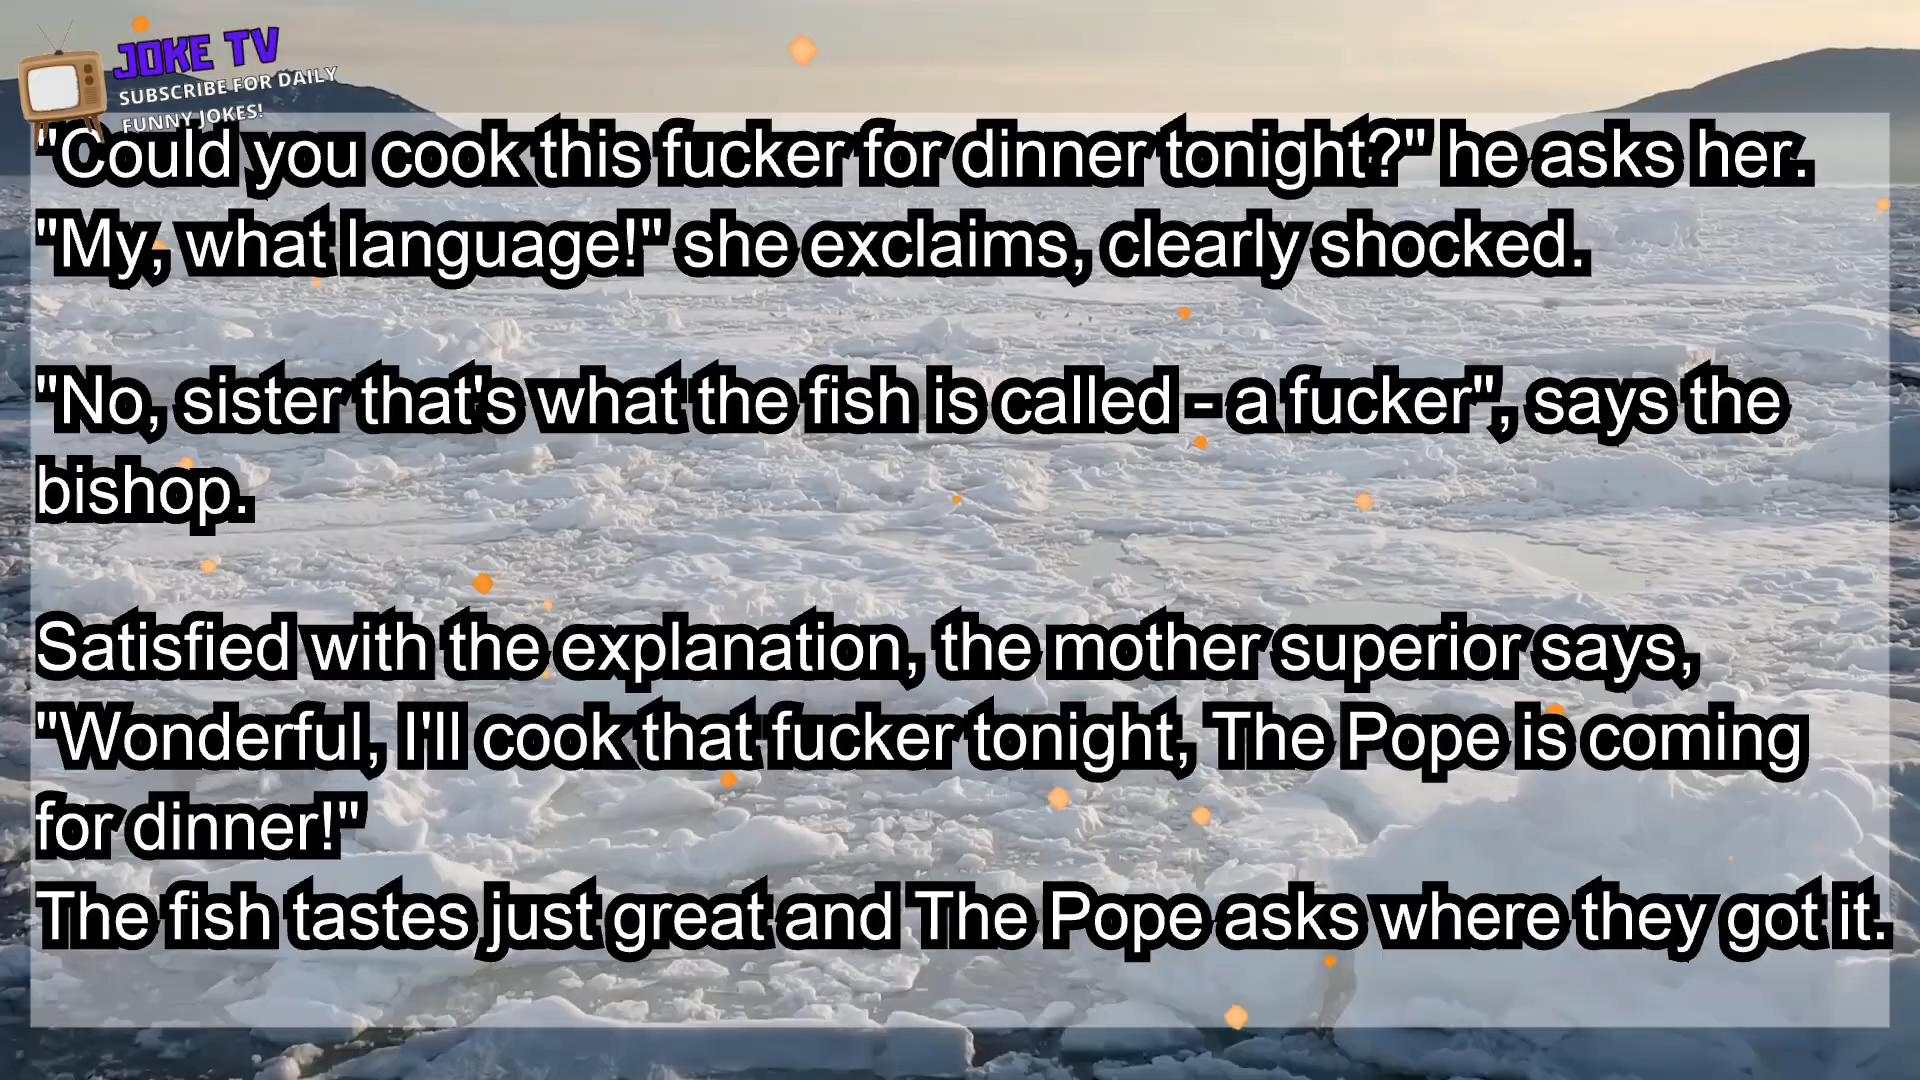 JOKE TV
SUBSCRIBE FOR DAILY
FUNNY JOKES!
"Could you cook this fucker for dinner tonight?" he asks her.
"My, what language!" she exclaims, clearly shocked.
"No, sister that's what the fish is called - a fucker", says the
bishop.
Satisfied with the explanation, the mother superior says,
"Wonderful, I'll cook that fucker tonight, The Pope is coming
for dinner!"
The fish tastes just great and The Pope asks where they got it.